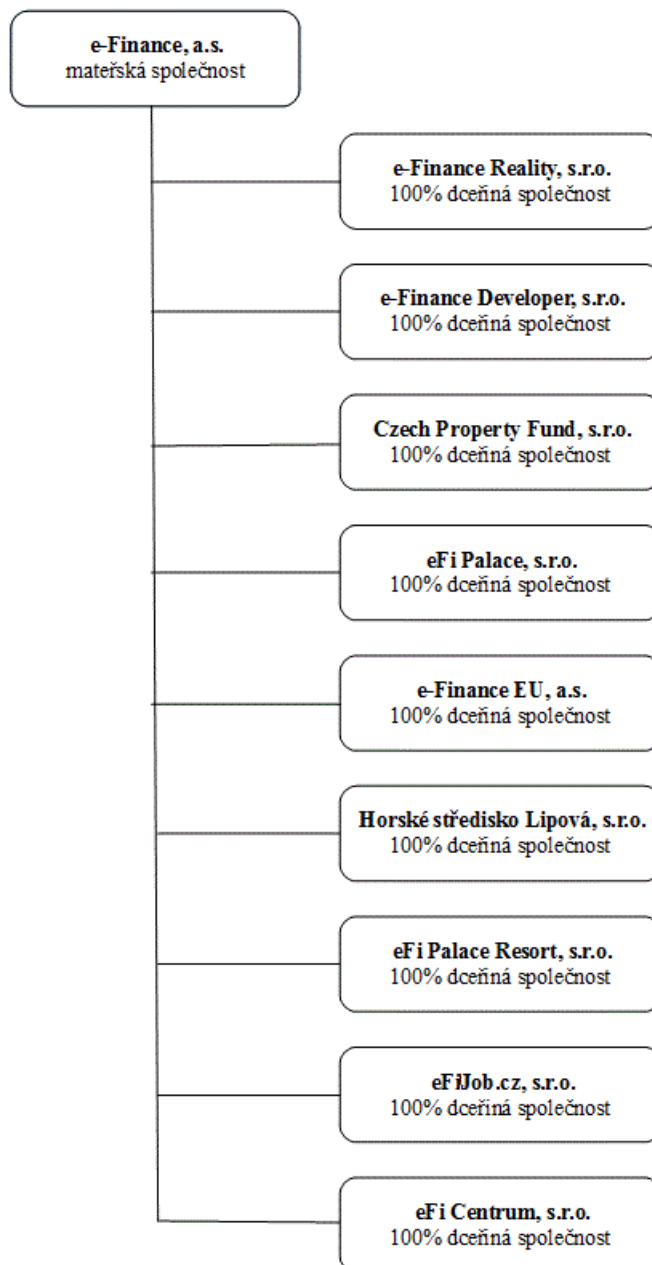 e-Finance, a.s.
mateřská společnost
e-Finance Reality, s.r.o.
100% dceřiná společnost
e-Finance Developer, s.r.o.
100% dceřiná společnost
Czech Property Fund, s.r.o.
100% dceřiná společnost
eFi Palace, s.r.o.
100% dceřiná společnost
e-Finance EU, a.s.
100% dceřiná společnost
Horské středisko Lipová, s.r.o.
100% dceřiná společnost
eFi Palace Resort, s.r.o.
100% dceřiná společnost
eFiJob.cz, s.r.o.
100% dceřiná společnost
eFi Centrum, s.r.o.
100% dceřiná společnost